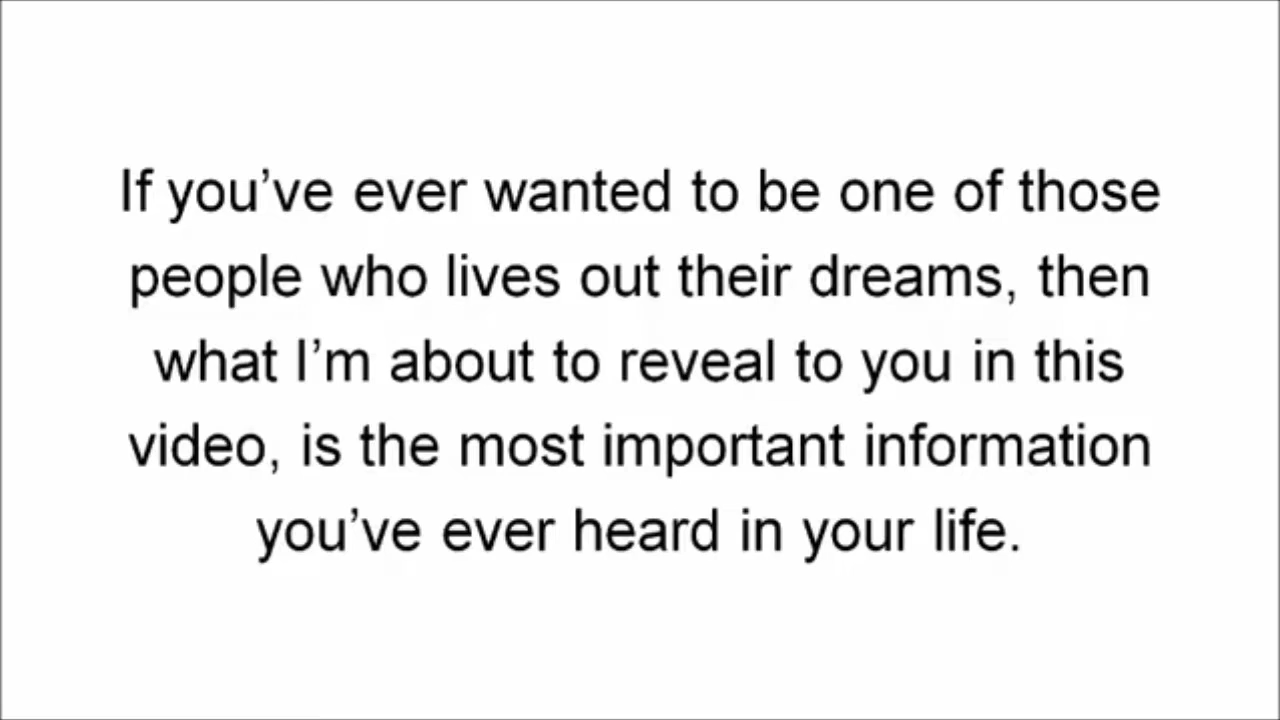 If you’ve ever wanted to be one of those
people who lives out their dreams, then
what I’m about to reveal to you in this
video, is the most important information
you’ve ever heard in your life.